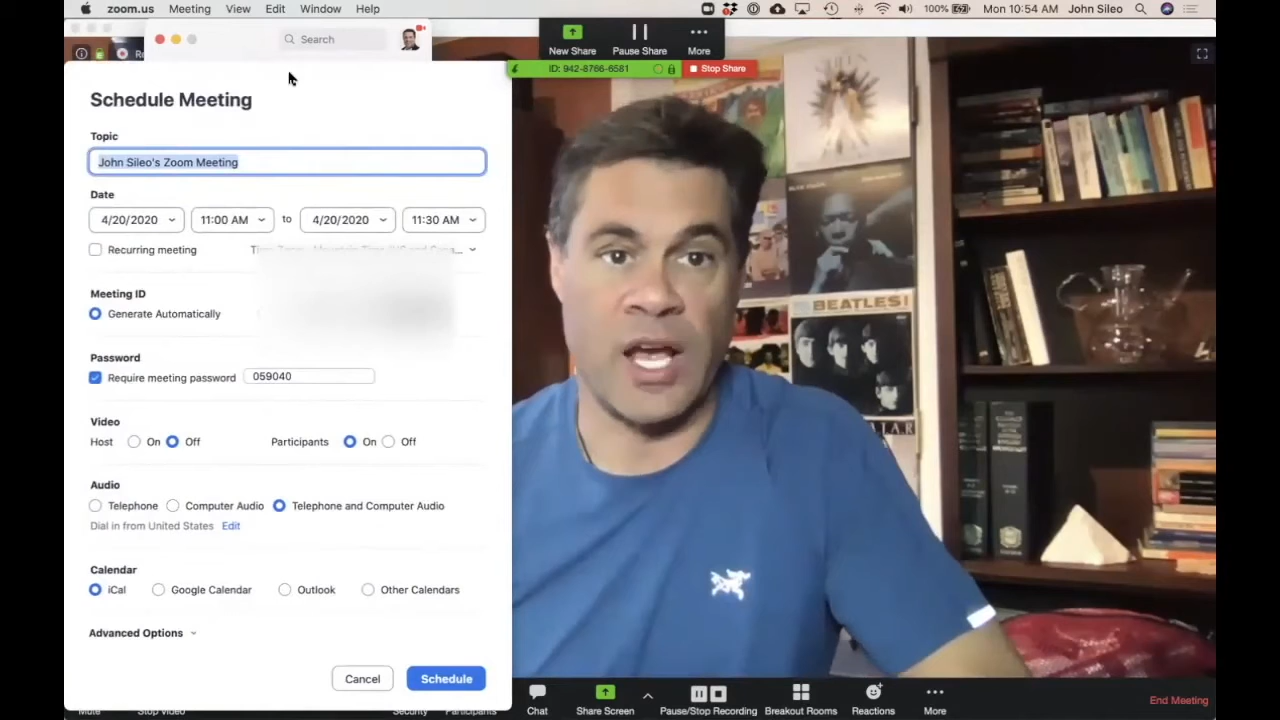 zoom.us Meeting View Edit Window Help 100% Mon 10:54 AM John Sileo
Search
New Share Pause Share More
ID: 942-8766-6581 Stop Share
Schedule Meeting
Topic
John Sileo's Zoom Meeting
Date
4/20/2020 11:00 AM to 4/20/2020 11:30 AM
Recurring meeting
Meeting ID
Generate Automatically
Password
Require meeting password 059040
Video
Host On Off Participants On Off
Audio
Telephone Computer Audio Telephone and Computer Audio
Dial in from United States Edit
Calendar
iCal Google Calendar Outlook Other Calendars
Advanced Options
Cancel Schedule
BEATLES!
Mute Stop Video Security Participants Chat Share Screen Pause/Stop Recording Breakout Rooms Reactions More End Meeting